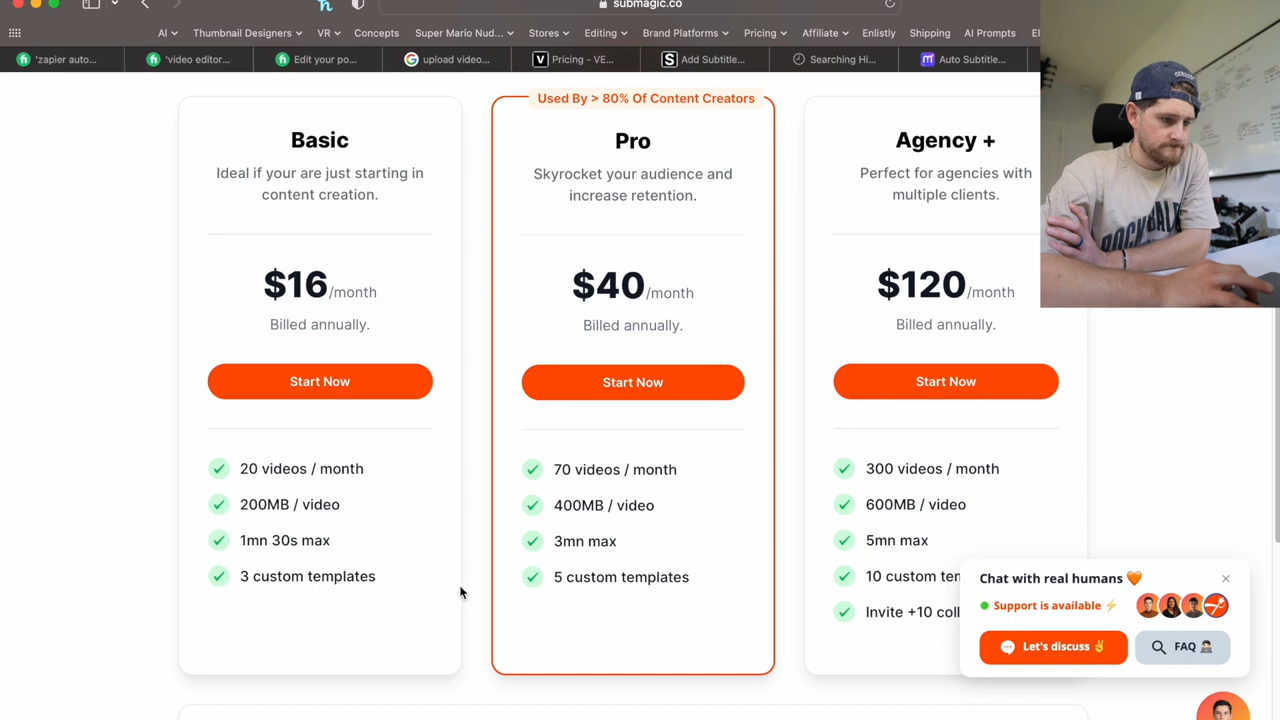 submagic.co
AI
Thumbnail Designers
VR
Concepts
Super Mario Nud...
Stores
Editing
Brand Platforms
Pricing
Affiliate
Enlistly
Shipping
AI Prompts
El
'zapier auto...
'video editor...
Edit your po...
upload video...
Pricing - VE...
Add Subtitle...
Searching Hi...
Auto Subtitle...
Used By > 80% Of Content Creators
Basic
Ideal if your are just starting in
content creation.
$16/month
Billed annually.
Start Now
20 videos / month
200MB / video
1mn 30s max
3 custom templates
Pro
Skyrocket your audience and
increase retention.
$40/month
Billed annually.
Start Now
70 videos / month
400MB / video
3mn max
5 custom templates
Agency +
Perfect for agencies with
multiple clients.
$120/month
Billed annually.
Start Now
300 videos / month
600MB / video
5mn max
10 custom tem
Invite +10 coll
Chat with real humans 🧡
Support is available ⚡
Let's discuss ✌️
FAQ